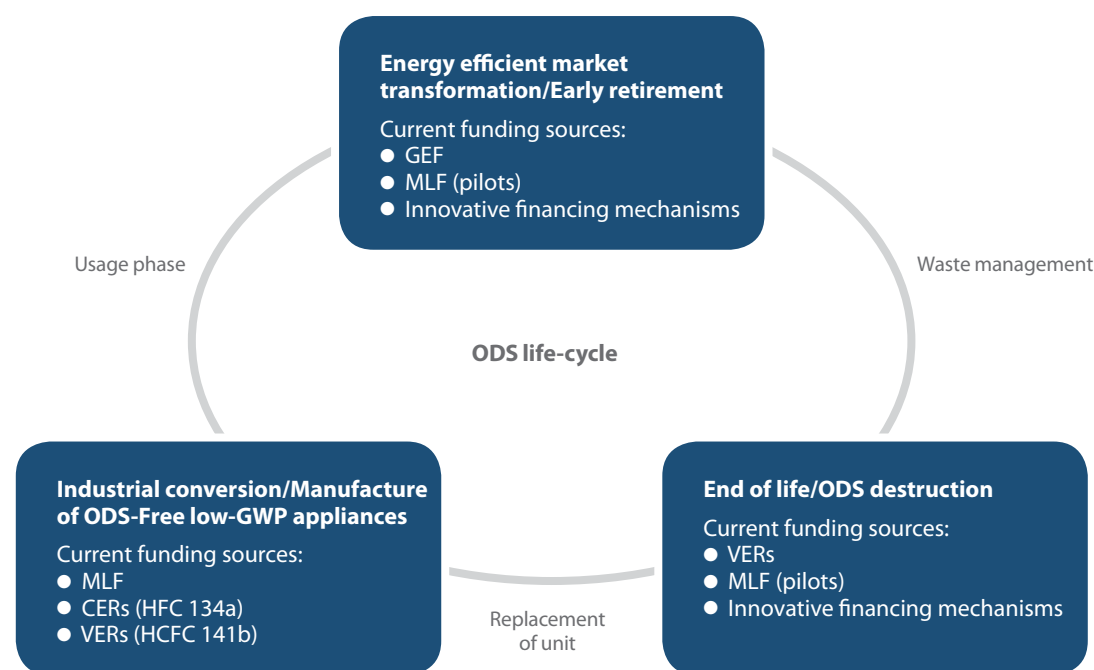 Energy efficient market
transformation/Early retirement
Current funding sources:
● GEF
● MLF (pilots)
● Innovative financing mechanisms
Usage phase
Waste management
ODS life-cycle
Industrial conversion/Manufacture
of ODS-Free low-GWP appliances
Current funding sources:
● MLF
● CERs (HFC 134a)
● VERs (HCFC 141b)
Replacement
of unit
End of life/ODS destruction
Current funding sources:
● VERs
● MLF (pilots)
● Innovative financing mechanisms